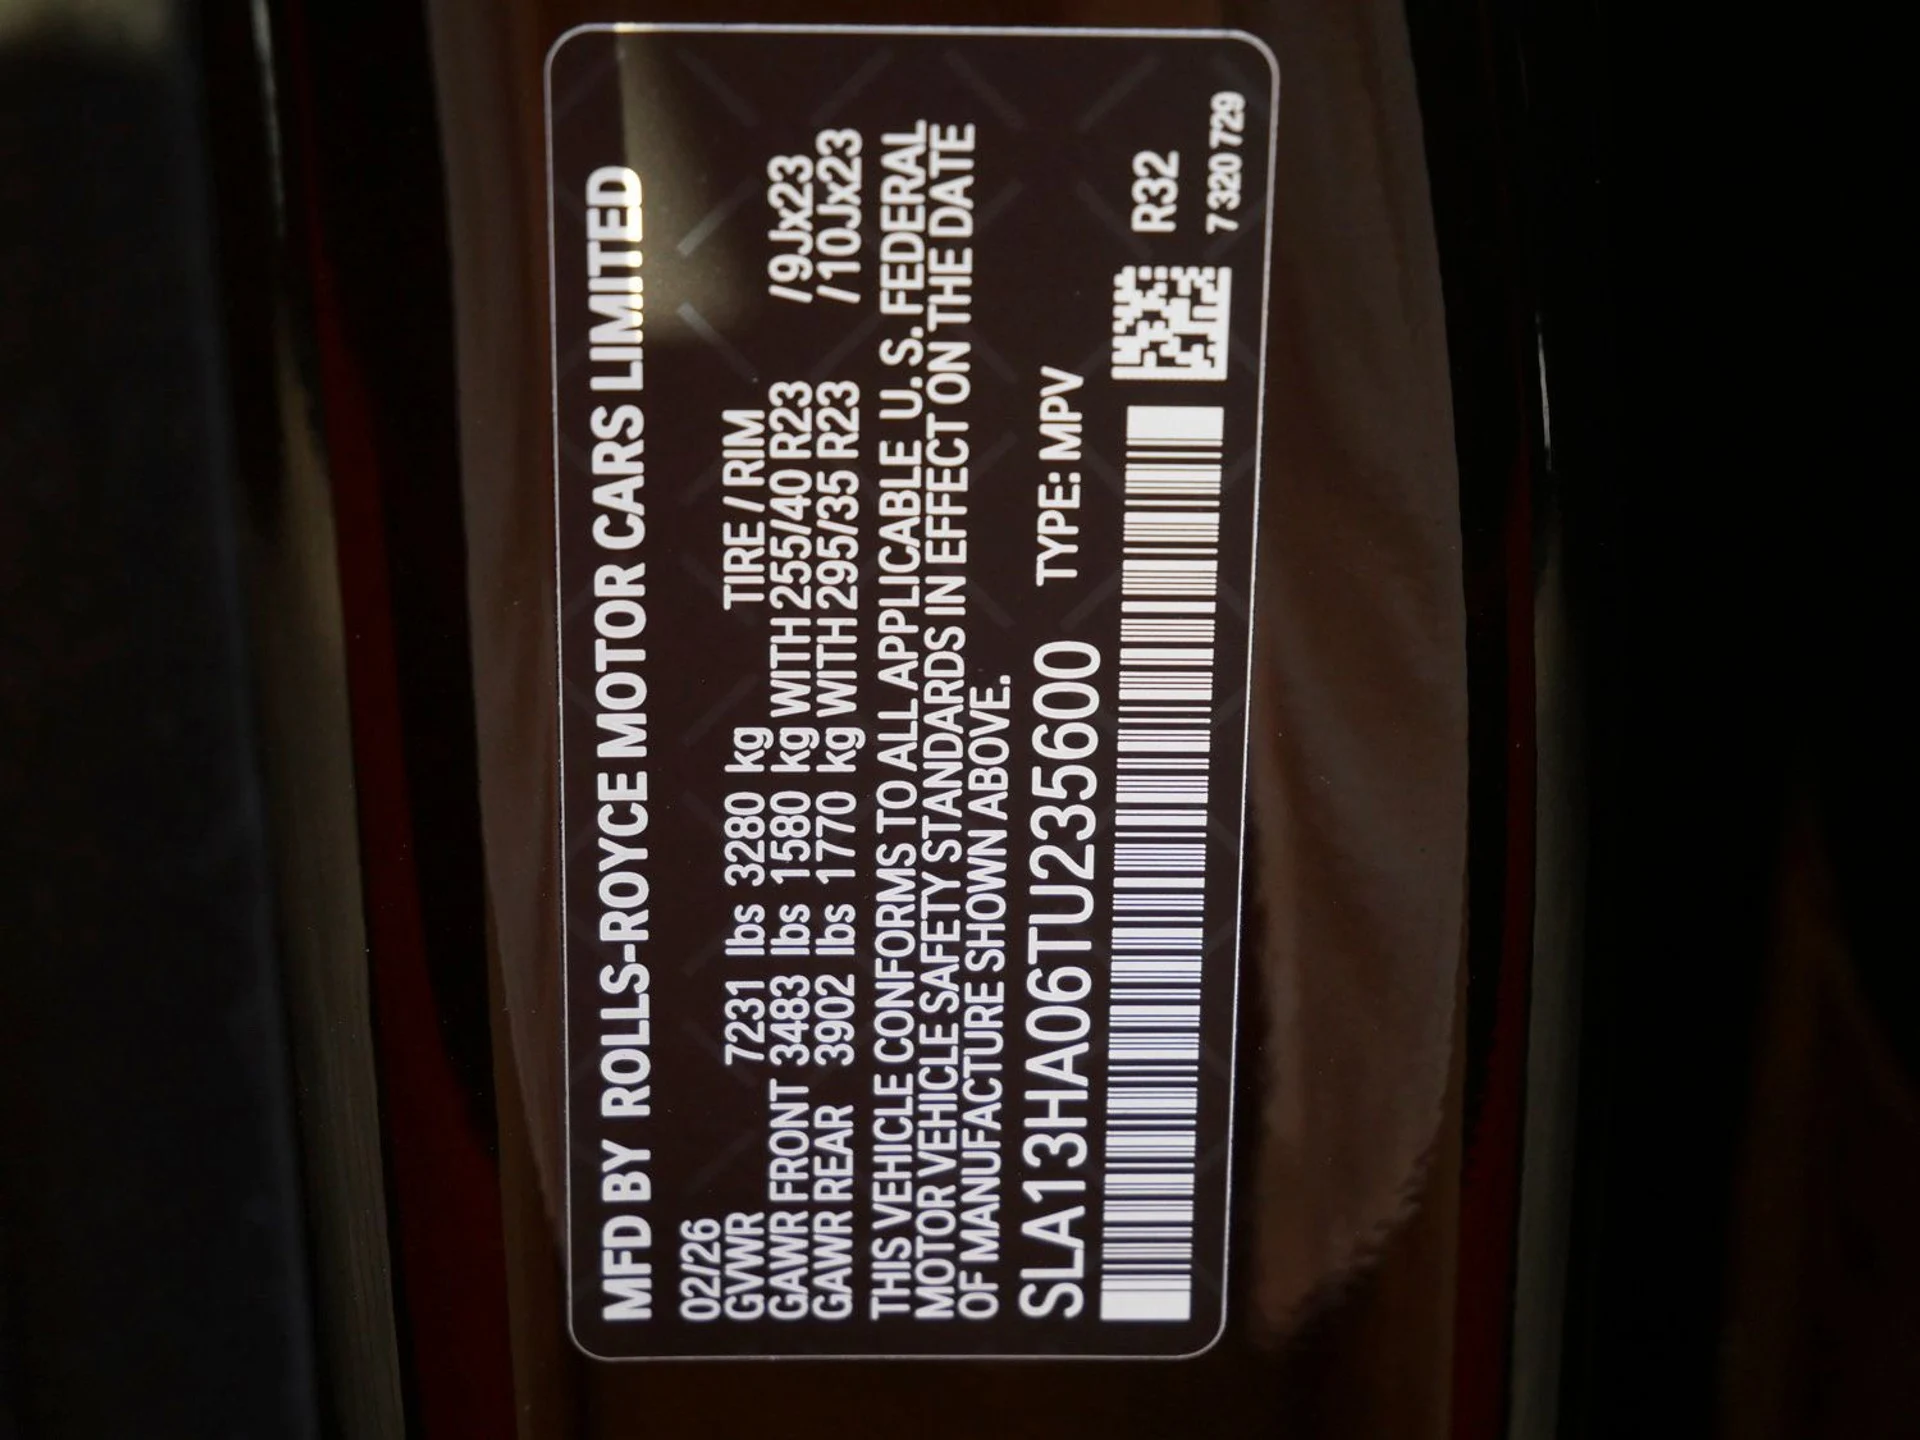 MFD BY ROLLS-ROYCE MOTOR CARS LIMITED
02/26
GVWR 7231 lbs 3280 kg TIRE / RIM
GAWR FRONT 3483 lbs 1580 kg WITH 255/40 R23 /9Jx23
GAWR REAR 3902 lbs 1770 kg WITH 295/35 R23 /10Jx23
THIS VEHICLE CONFORMS TO ALL APPLICABLE U.S. FEDERAL
MOTOR VEHICLE SAFETY STANDARDS IN EFFECT ON THE DATE
OF MANUFACTURE SHOWN ABOVE.
SLA13HA06TU235600 TYPE: MPV
R32
7 320 729